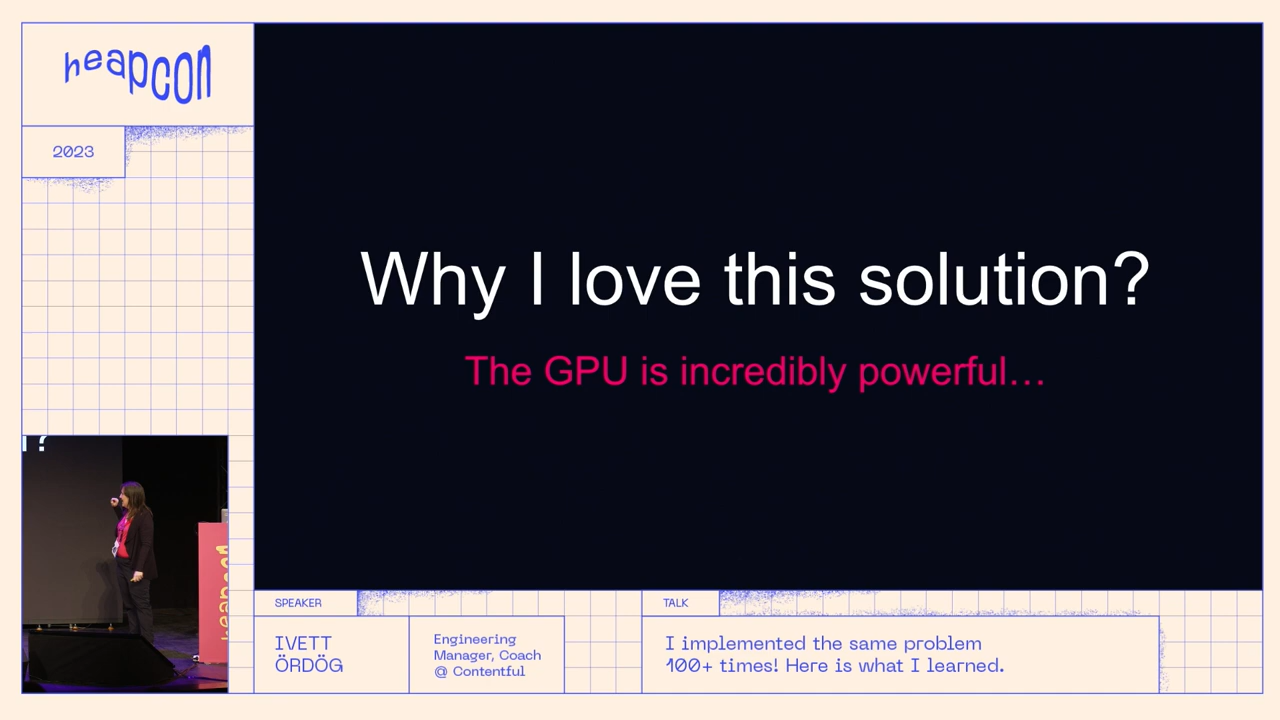 heapcon
2023
Why I love this solution?
The GPU is incredibly powerful…
?
heapcon
SPEAKER
IVETT
ÖRDÖG
Engineering
Manager, Coach
@ Contentful
TALK
I implemented the same problem
100+ times! Here is what I learned.